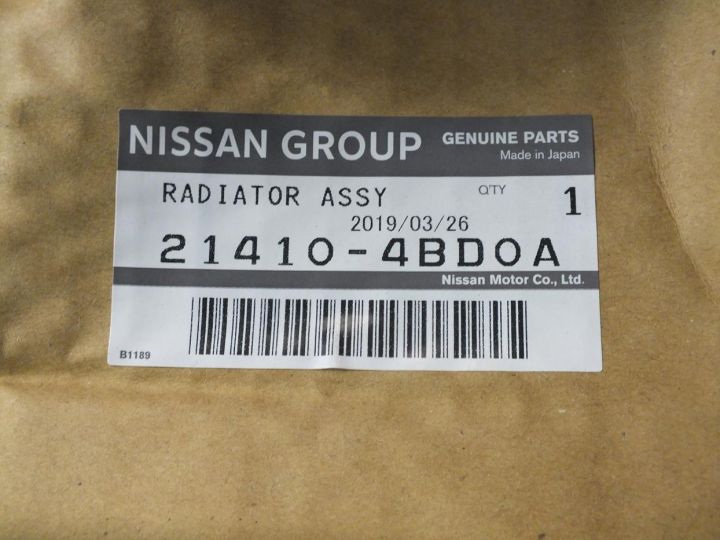 NISSAN GROUP GENUINE PARTS
Made in Japan
RADIATOR ASSY Q'TY 1
2019/03/26
21410-4BD0A
Nissan Motor Co., Ltd.
B1189